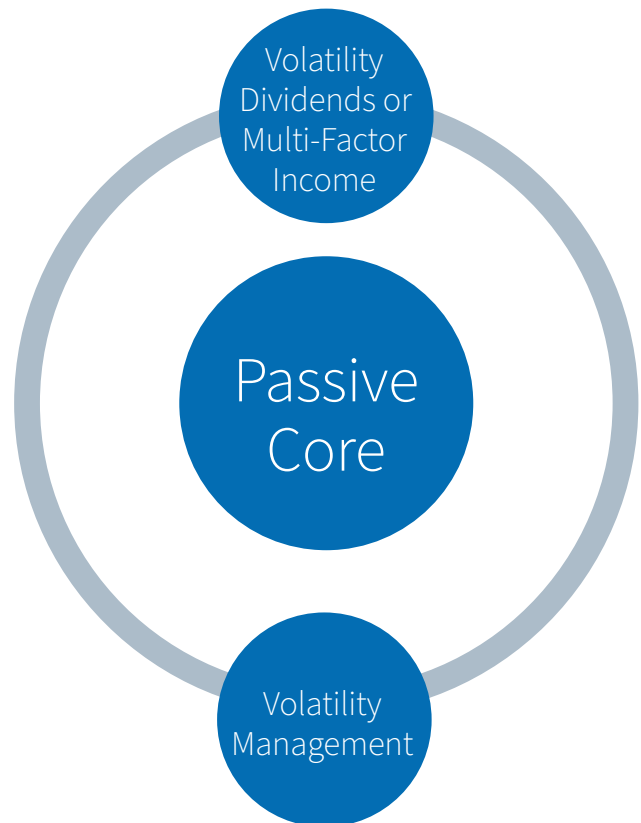 Volatility
Dividends or
Multi-Factor
Income
Passive
Core
Volatility
Management